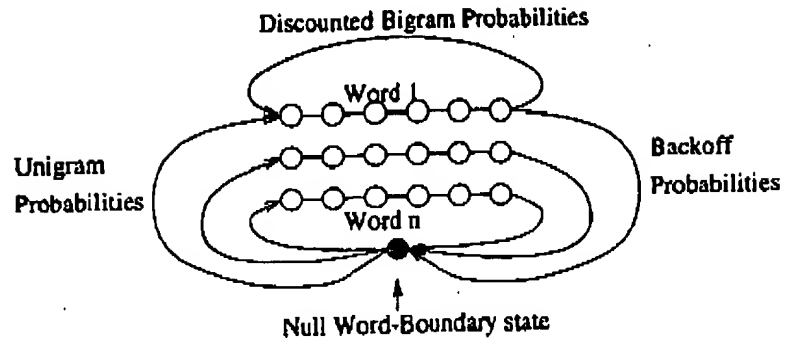 Discounted Bigram Probabilities
Word 1
Unigram
Probabilities
Backoff
Probabilities
Word n
Null Word-Boundary state